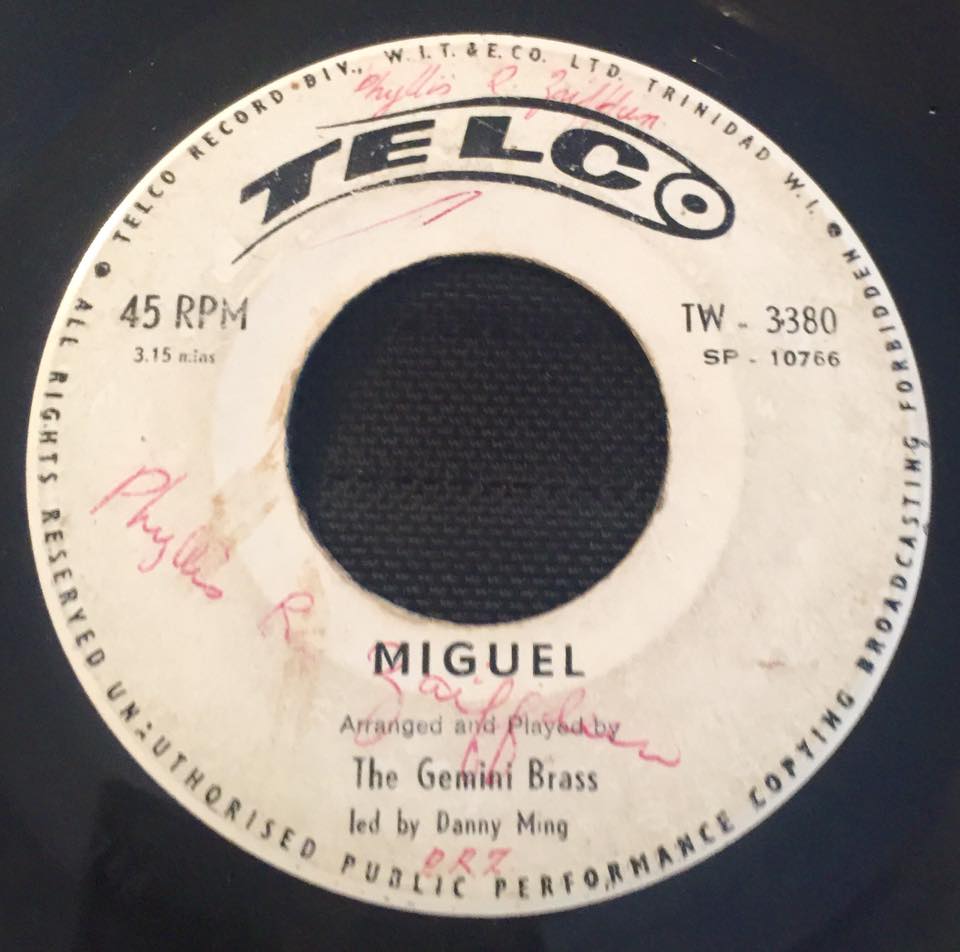 TELCO RECORD DIV., W.I.T. & E. CO. LTD. TRINIDAD W.I.
Phyllis R.
TELCO
45 RPM
3.15 mins
TW - 3380
SP - 10766
Phyllis R.
MIGUEL
Arranged and Played by
The Gemini Brass
led by Danny Ming
PRZ
ALL RIGHTS RESERVED UNAUTHORISED PUBLIC PERFORMANCE COPYING BROADCASTING FORBIDDEN